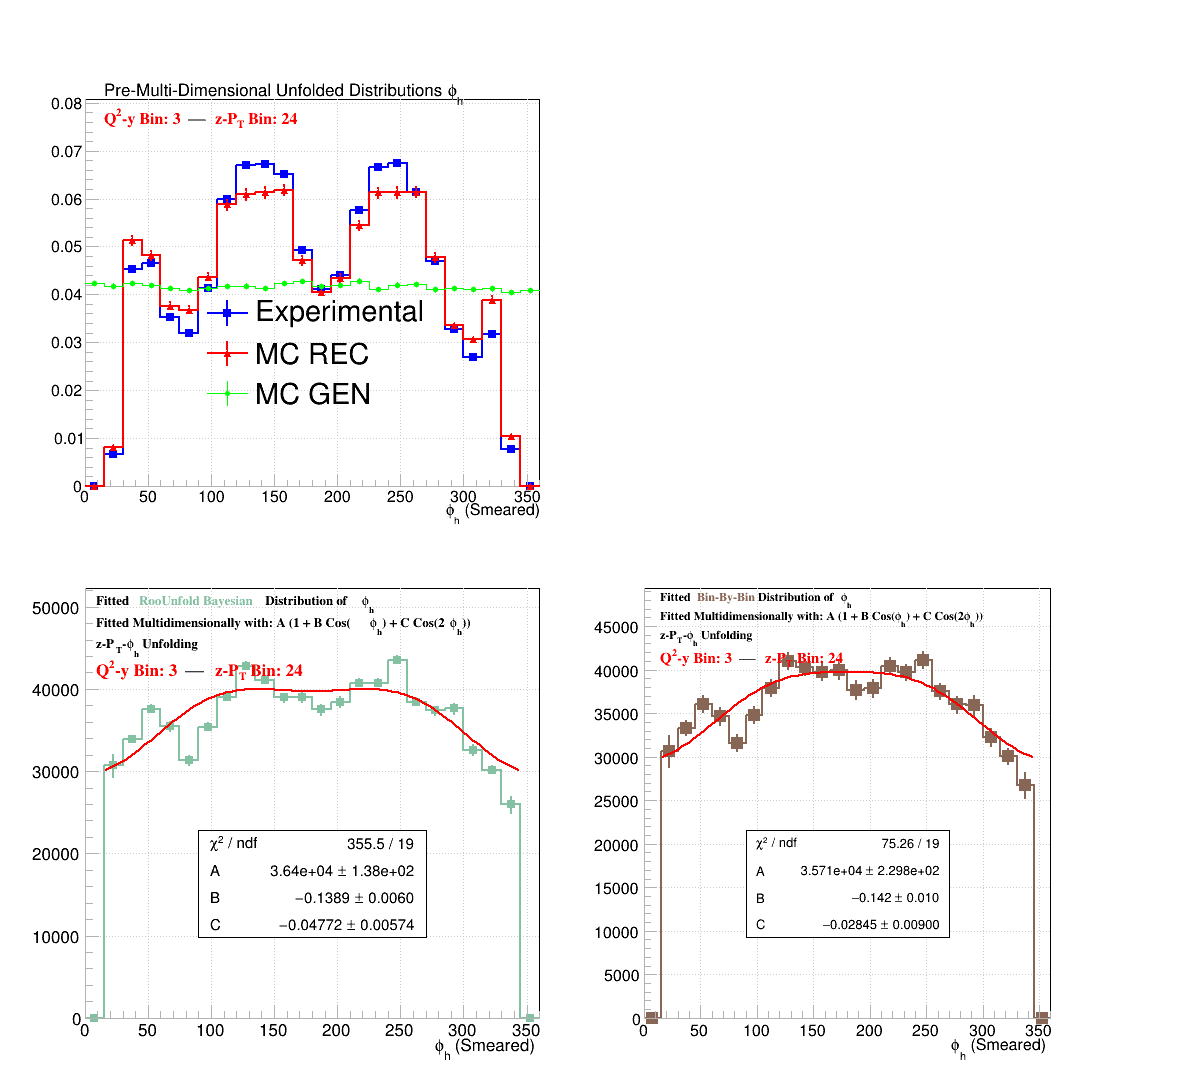 Pre-Multi-Dimensional Unfolded Distributions ϕh
Q2-y Bin: 3 — z-PT Bin: 24
0.08
0.07
0.06
0.05
0.04
0.03
0.02
0.01
0
Experimental
MC REC
MC GEN
0 50 100 150 200 250 300 350
ϕh (Smeared)
Fitted RooUnfold Bayesian Distribution of ϕh
Fitted Multidimensionally with: A (1 + B Cos( ϕh) + C Cos(2 ϕh))
z-PT-ϕh Unfolding
Q2-y Bin: 3 — z-PT Bin: 24
50000
40000
30000
20000
10000
0
χ2 / ndf 355.5 / 19
A 3.64e+04 ± 1.38e+02
B −0.1389 ± 0.0060
C −0.04772 ± 0.00574
0 50 100 150 200 250 300 350
ϕh (Smeared)
Fitted Bin-By-Bin Distribution of ϕh
Fitted Multidimensionally with: A (1 + B Cos(ϕh) + C Cos(2ϕh))
z-PT-ϕh Unfolding
Q2-y Bin: 3 — z-PT Bin: 24
45000
40000
35000
30000
25000
20000
15000
10000
5000
0
χ2 / ndf 75.26 / 19
A 3.571e+04 ± 2.298e+02
B −0.142 ± 0.010
C −0.02845 ± 0.00900
0 50 100 150 200 250 300 350
ϕh (Smeared)